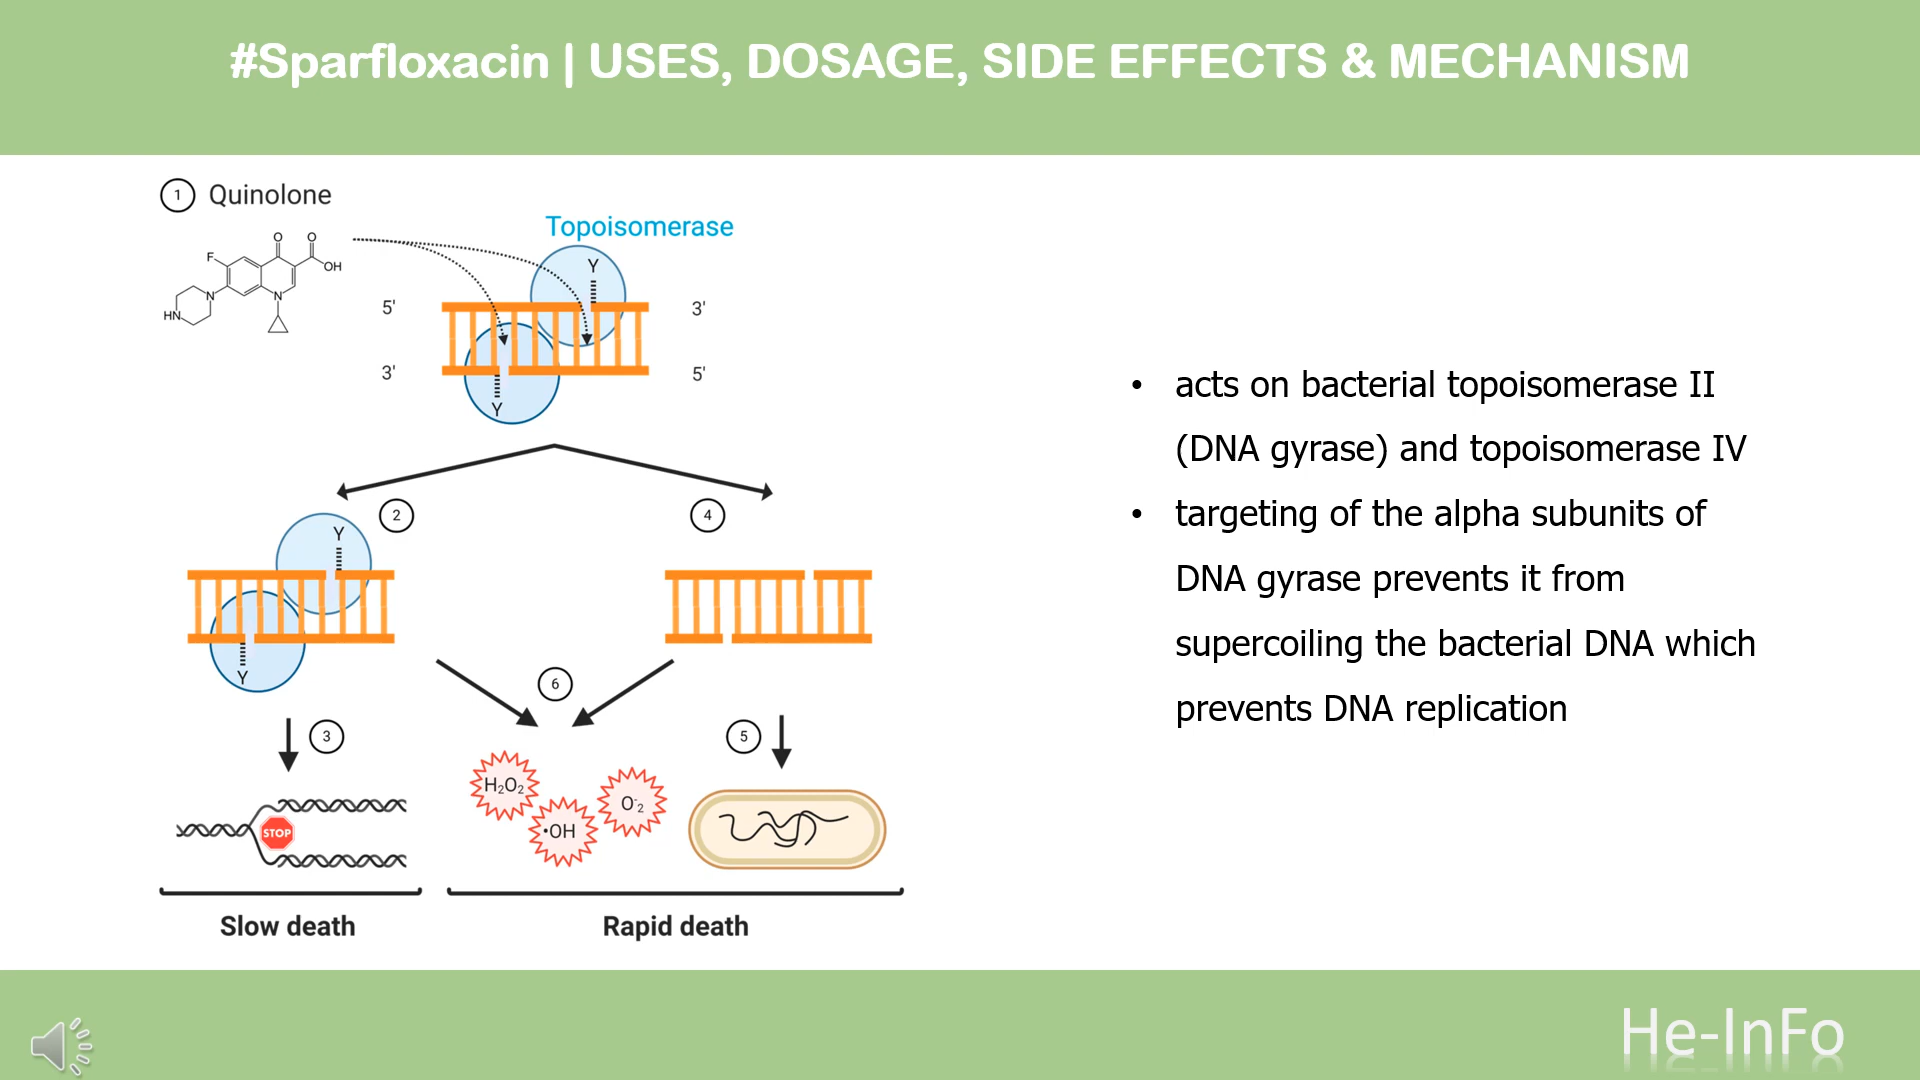 #Sparfloxacin | USES, DOSAGE, SIDE EFFECTS & MECHANISM
1 Quinolone
Topoisomerase
F
O
O
OH
N
N
HN
Y
5'
3'
3'
5'
Y
2
4
Y
Y
6
3
5
H₂O₂
•OH
O⁻₂
STOP
Slow death
Rapid death
• acts on bacterial topoisomerase II
(DNA gyrase) and topoisomerase IV
• targeting of the alpha subunits of
DNA gyrase prevents it from
supercoiling the bacterial DNA which
prevents DNA replication
He-InFo